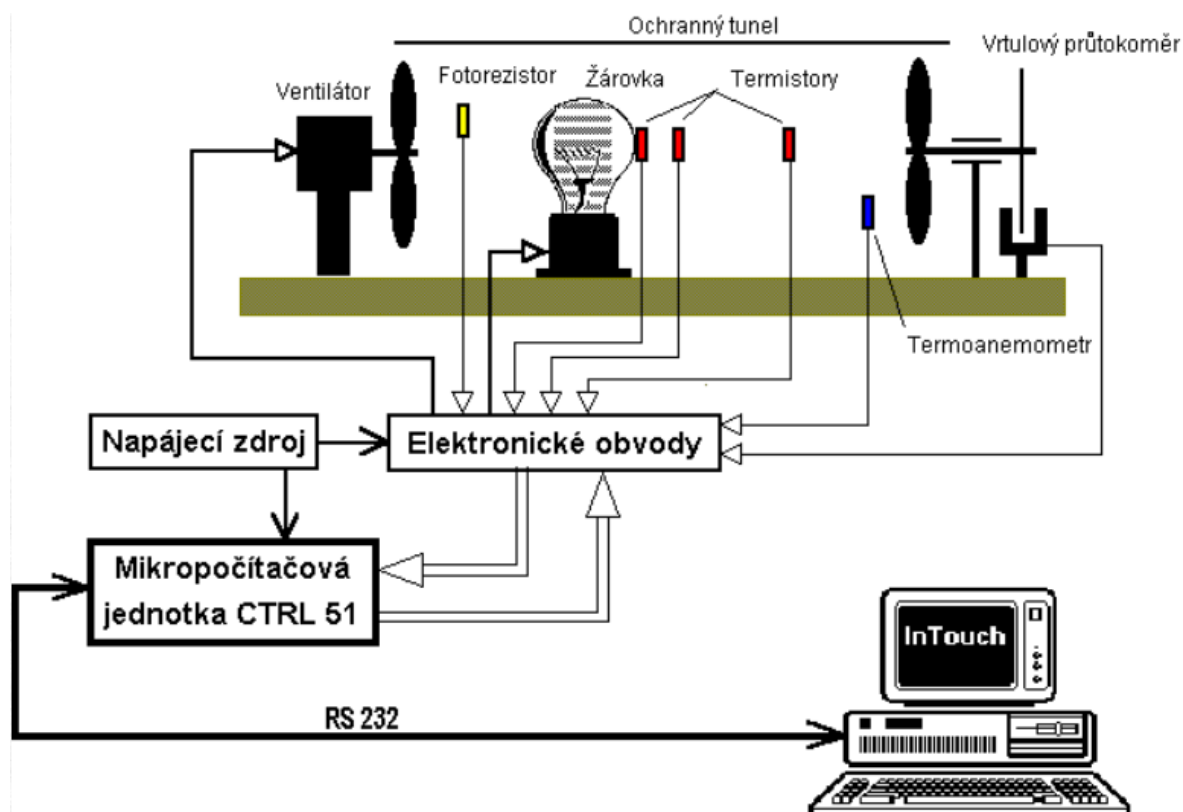 Ochranný tunel
Vrtulový průtokoměr
Fotorezistor
Žárovka
Termistory
Ventilátor
Termoanemometr
Napájecí zdroj
Elektronické obvody
Mikropočítačová
jednotka CTRL 51
InTouch
RS 232